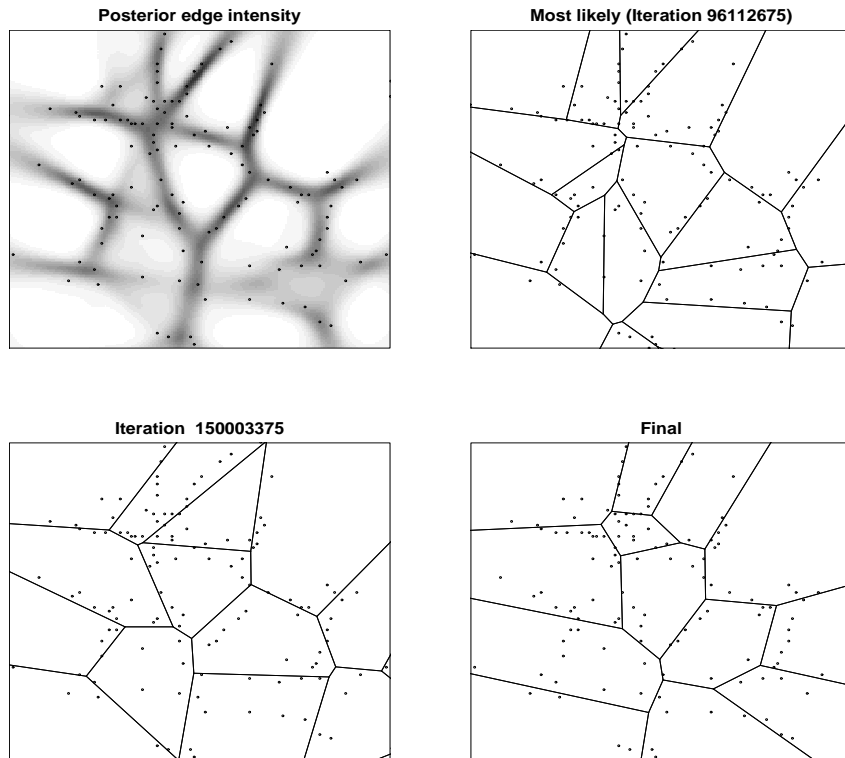 Posterior edge intensity
Most likely (Iteration 96112675)
Iteration 150003375
Final